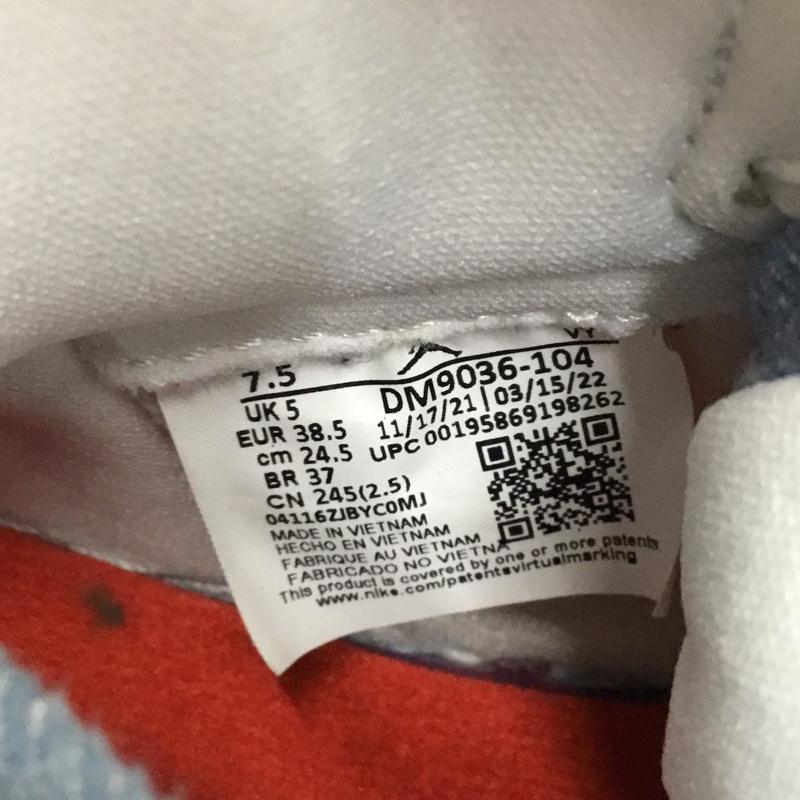 VY
7.5
DM9036-104
UK 5
11/17/21|03/15/22
EUR 38.5
UPC 00195869198262
cm 24.5
BR 37
CN 245(2.5)
04116ZJBYC0MJ
MADE IN VIETNAM
HECHO EN VIETNAM
FABRIQUE AU VIETNAM
FABRICADO NO VIETNA
This product is covered by one or more patents
www.nike.com/patentsvirtualmarking